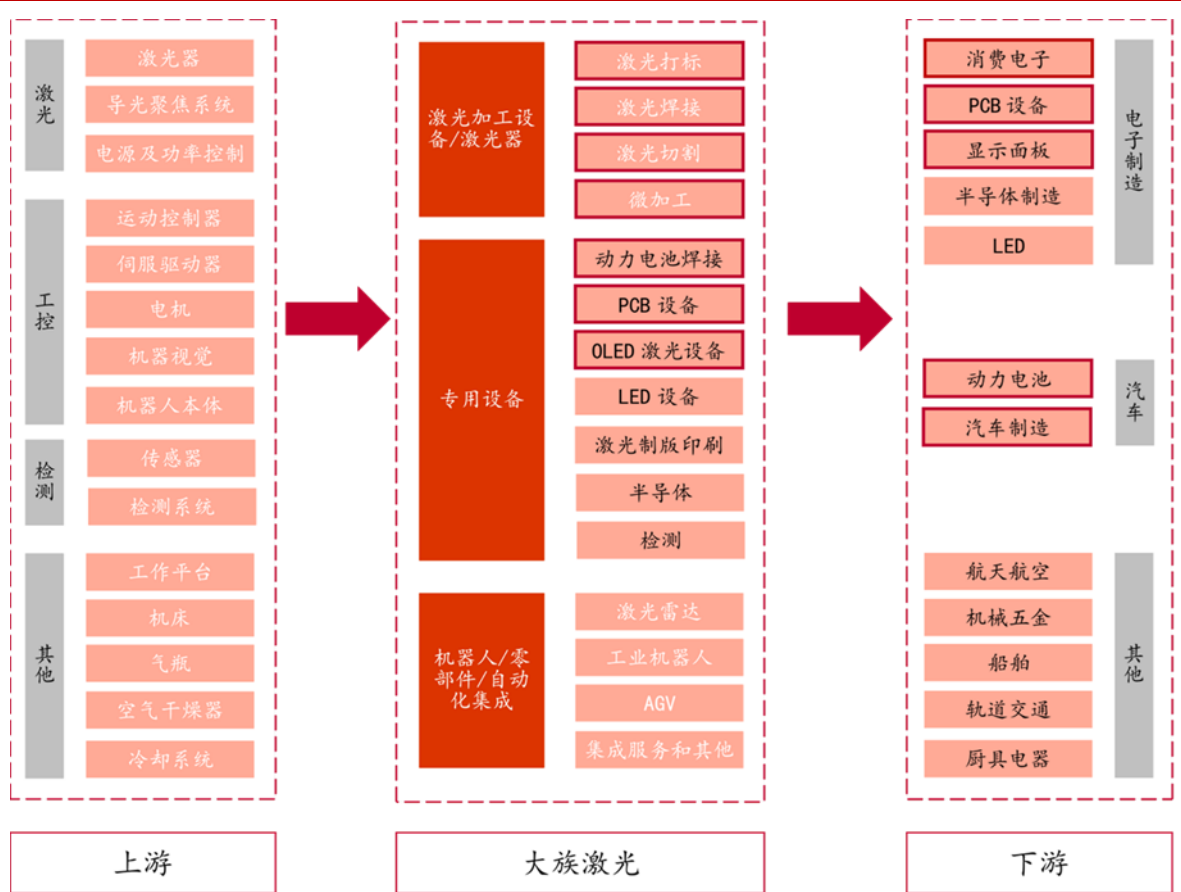 激光
激光器
导光聚焦系统
电源及功率控制
工控
运动控制器
伺服驱动器
电机
机器视觉
机器人本体
检测
传感器
检测系统
其他
工作平台
机床
气瓶
空气干燥器
冷却系统
上游
激光加工设
备/激光器
激光打标
激光焊接
激光切割
微加工
专用设备
动力电池焊接
PCB 设备
OLED 激光设备
LED 设备
激光制版印刷
半导体
检测
机器人/零
部件/自动
化集成
激光雷达
工业机器人
AGV
集成服务和其他
大族激光
消费电子
PCB 设备
显示面板
半导体制造
LED
电子制造
动力电池
汽车制造
汽车
航天航空
机械五金
船舶
轨道交通
厨具电器
其他
下游